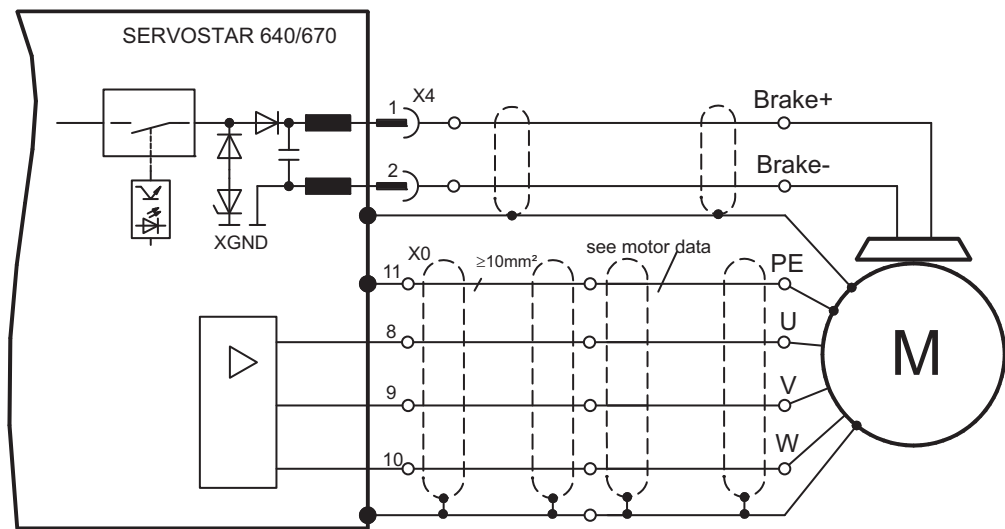 SERVOSTAR 640/670
1 X4
Brake+
2
Brake-
XGND
X0
11
≥10mm²
see motor data
PE
8
U
9
V
10
W
M